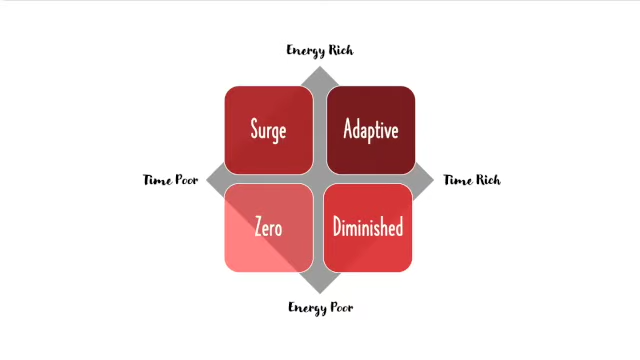 Energy Rich
Surge
Adaptive
Time Poor
Time Rich
Zero
Diminished
Energy Poor